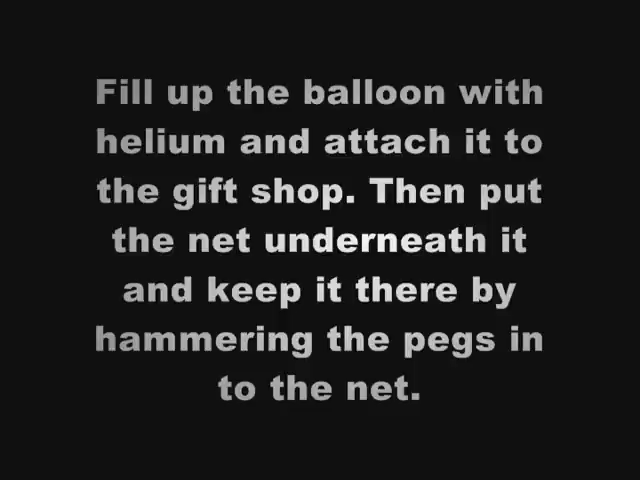 Fill up the balloon with
helium and attach it to
the gift shop. Then put
the net underneath it
and keep it there by
hammering the pegs in
to the net.